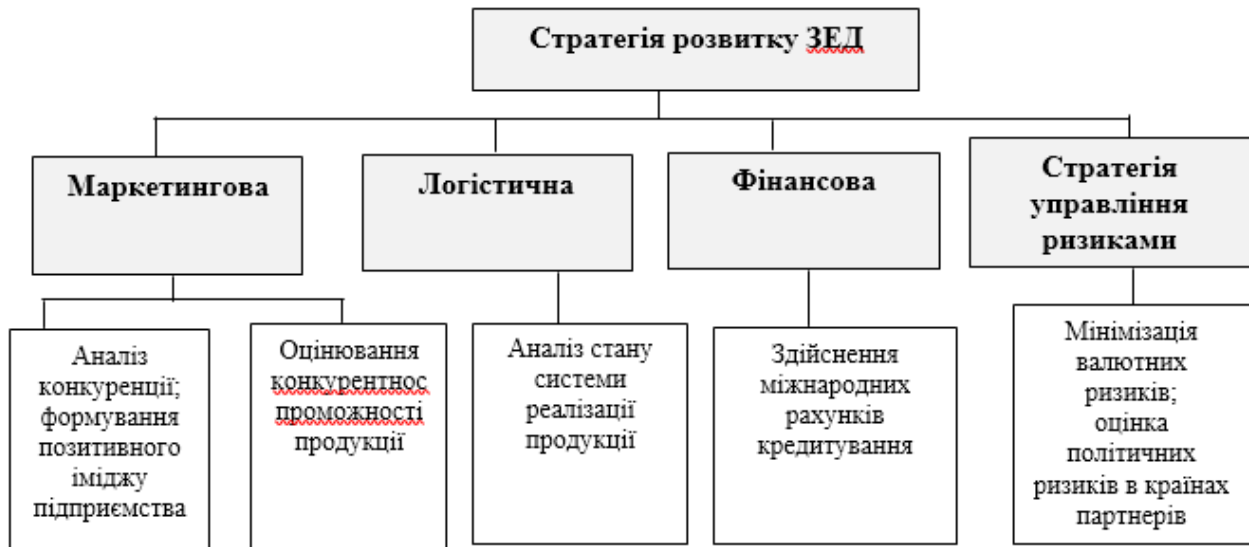 Стратегія розвитку ЗЕД
Маркетингова
Логістична
Фінансова
Стратегія
управління
ризиками
Аналіз
конкуренції;
формування
позитивного
іміджу
підприємства
Оцінювання
конкурентнос
проможності
продукції
Аналіз стану
системи
реалізації
продукції
Здійснення
міжнародних
рахунків
кредитування
Мінімізація
валютних
ризиків;
оцінка
політичних
ризиків в країнах
партнерів